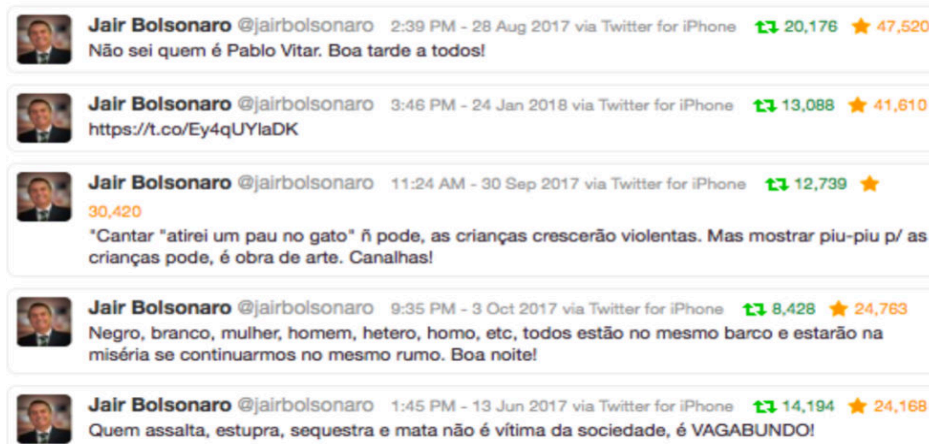 Jair Bolsonaro @jairbolsonaro 2:39 PM - 28 Aug 2017 via Twitter for iPhone 20,176 47,520
Não sei quem é Pablo Vitar. Boa tarde a todos!
Jair Bolsonaro @jairbolsonaro 3:46 PM - 24 Jan 2018 via Twitter for iPhone 13,088 41,610
https://t.co/Ey4qUYlaDK
Jair Bolsonaro @jairbolsonaro 11:24 AM - 30 Sep 2017 via Twitter for iPhone 12,739
30,420
"Cantar "atirei um pau no gato" ñ pode, as crianças crescerão violentas. Mas mostrar piu-piu p/ as
crianças pode, é obra de arte. Canalhas!
Jair Bolsonaro @jairbolsonaro 9:35 PM - 3 Oct 2017 via Twitter for iPhone 8,428 24,763
Negro, branco, mulher, homem, hetero, homo, etc, todos estão no mesmo barco e estarão na
miséria se continuarmos no mesmo rumo. Boa noite!
Jair Bolsonaro @jairbolsonaro 1:45 PM - 13 Jun 2017 via Twitter for iPhone 14,194 24,168
Quem assalta, estupra, sequestra e mata não é vítima da sociedade, é VAGABUNDO!